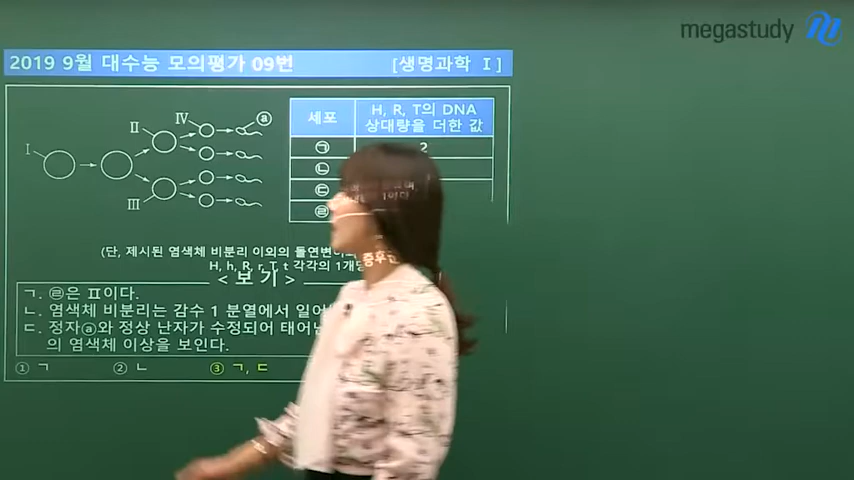 megastudy
2019 9월 대수능 모의평가 09번 [생명과학 Ⅰ]
세포 H, R, T의 DNA
상대량을 더한 값
Ⅰ Ⅱ Ⅲ Ⅳ ⓐ
㉠ 2
㉡
㉢
㉣
(단, 제시된 염색체 비분리 이외의 돌연변이
H, h, R, r, T, t 각각의 1개당
< 보 기 >
ㄱ. ㉣은 Ⅱ이다.
ㄴ. 염색체 비분리는 감수 1 분열에서 일어
ㄷ. 정자ⓐ와 정상 난자가 수정되어 태어
의 염색체 이상을 보인다.
증후군
① ㄱ ② ㄴ ③ ㄱ, ㄷ